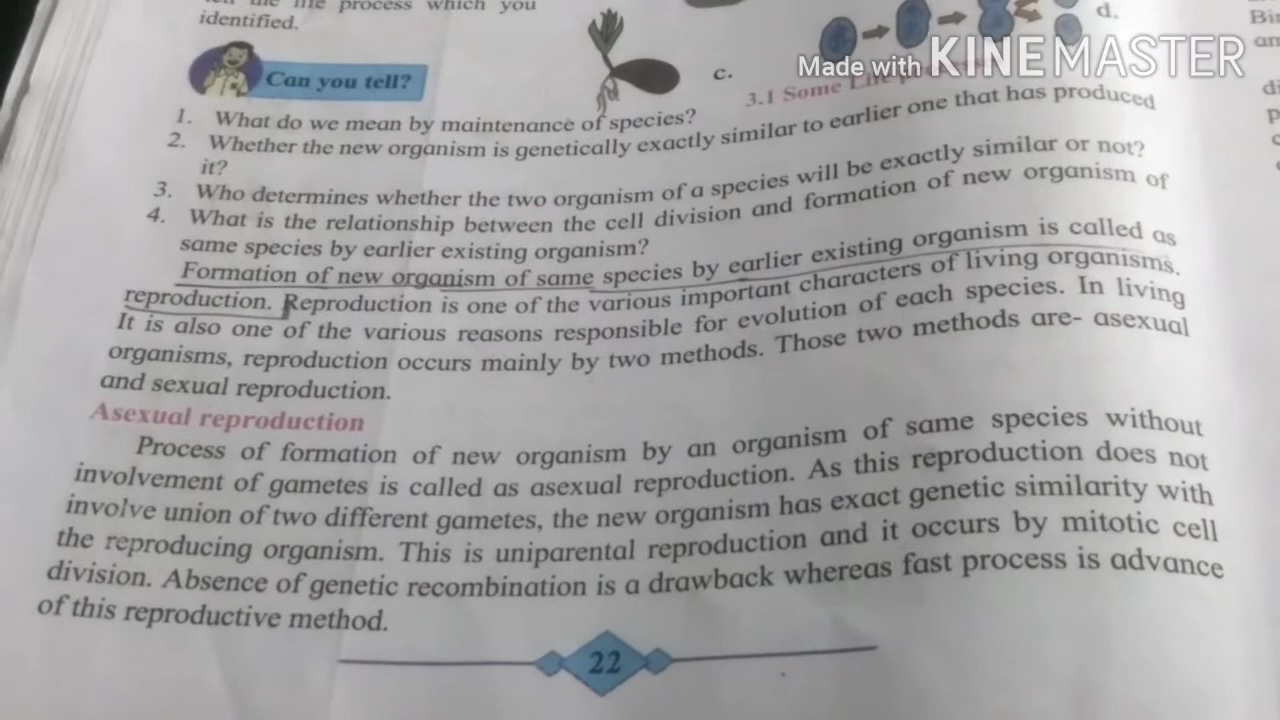 process which you
identified.
d.
c.
Made with KINEMASTER
3.1 Some Life
Can you tell?
1. What do we mean by maintenance of species?
2. Whether the new organism is genetically exactly similar to earlier one that has produced
it?
3. Who determines whether the two organism of a species will be exactly similar or not?
4. What is the relationship between the cell division and formation of new organism of
same species by earlier existing organism?
Formation of new organism of same species by earlier existing organism is called as
reproduction. Reproduction is one of the various important characters of living organisms.
It is also one of the various reasons responsible for evolution of each species. In living
organisms, reproduction occurs mainly by two methods. Those two methods are- asexual
and sexual reproduction.
Asexual reproduction
Process of formation of new organism by an organism of same species without
involvement of gametes is called as asexual reproduction. As this reproduction does not
involve union of two different gametes, the new organism has exact genetic similarity with
the reproducing organism. This is uniparental reproduction and it occurs by mitotic cell
division. Absence of genetic recombination is a drawback whereas fast process is advance
of this reproductive method.
22